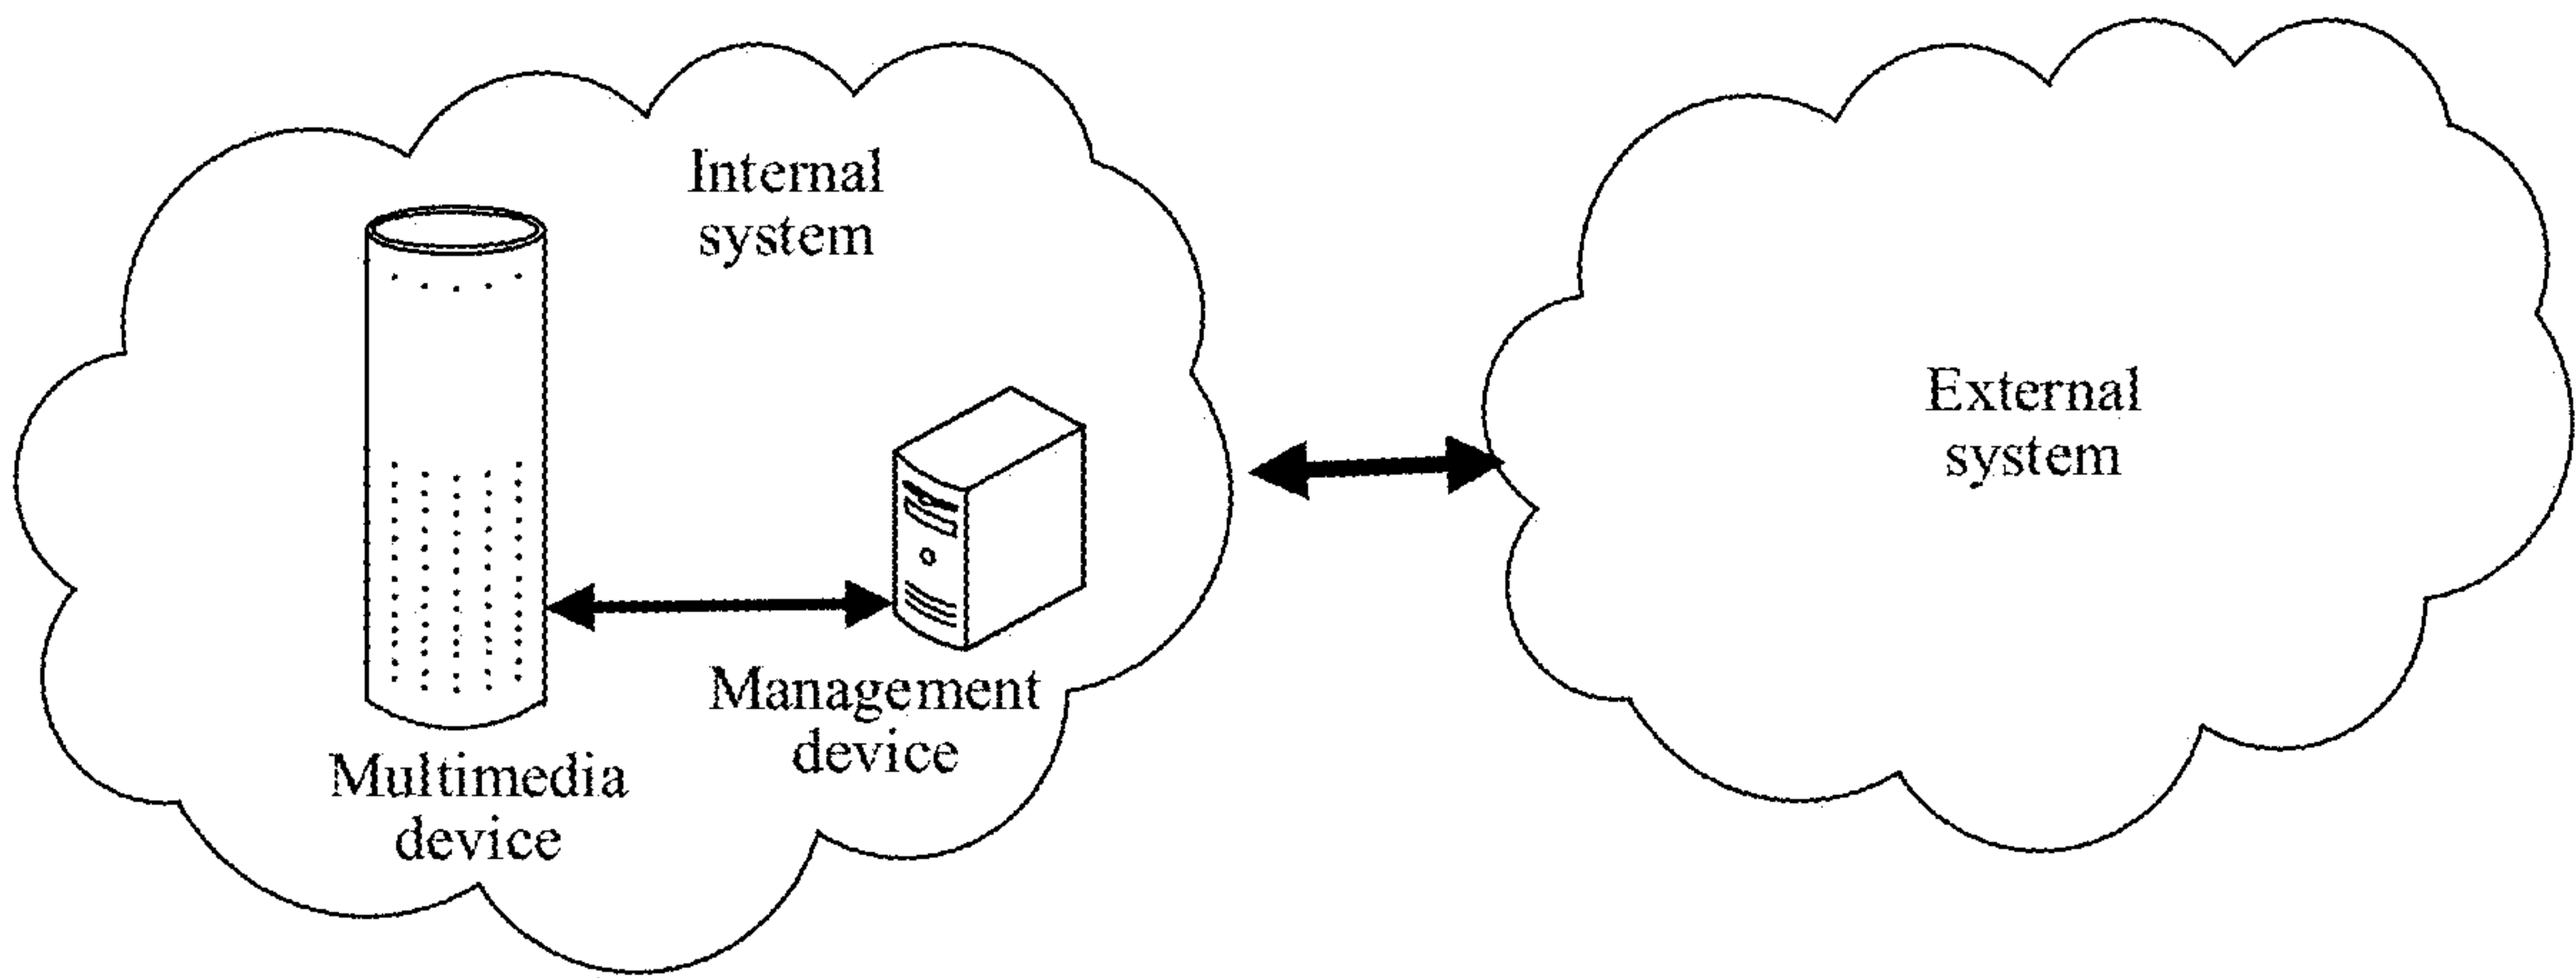 Internal
system
External
system
Management
device
Multimedia
device